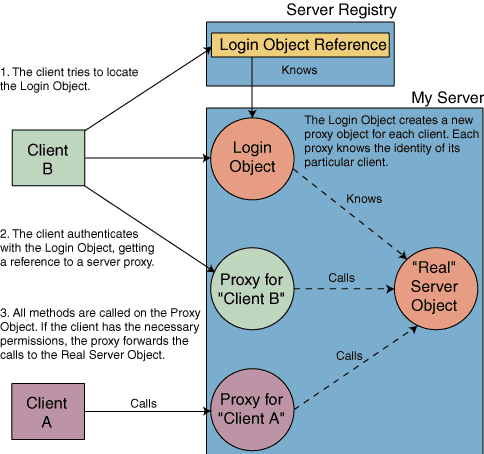 Server Registry
Login Object Reference
1. The client tries to locate
the Login Object.
Knows
My Server
The Login Object creates a new
proxy object for each client. Each
proxy knows the identity of its
particular client.
Client
B
Login
Object
Knows
2. The client authenticates
with the Login Object, getting
a reference to a server proxy.
Proxy for
"Client B"
Calls
"Real"
Server
Object
3. All methods are called on the Proxy
Object. If the client has the necessary
permissions, the proxy forwards the
calls to the Real Server Object.
Calls
Client
A
Calls
Proxy for
"Client A"